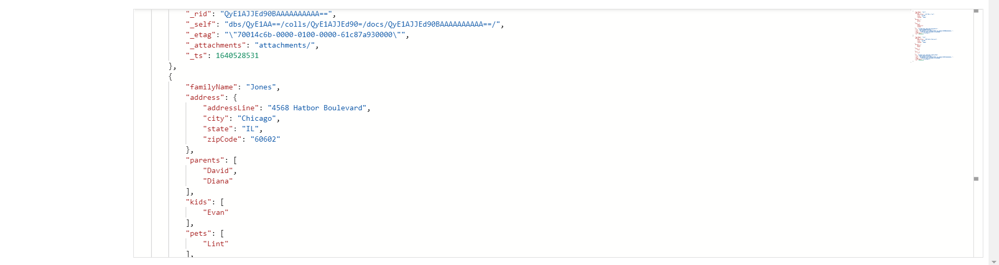 "_rid": "QyE1AJJEd90BAAAAAAAAAA==",
"_self": "dbs/QyE1AA==/colls/QyE1AJJEd90=/docs/QyE1AJJEd90BAAAAAAAAAA==/",
"_etag": "\"70014c6b-0000-0100-0000-61c87a930000\"",
"_attachments": "attachments/",
"_ts": 1640528531
},
{
"familyName": "Jones",
"address": {
"addressLine": "4568 Hatbor Boulevard",
"city": "Chicago",
"state": "IL",
"zipCode": "60602"
},
"parents": [
"David",
"Diana"
],
"kids": [
"Evan"
],
"pets": [
"Lint"
],